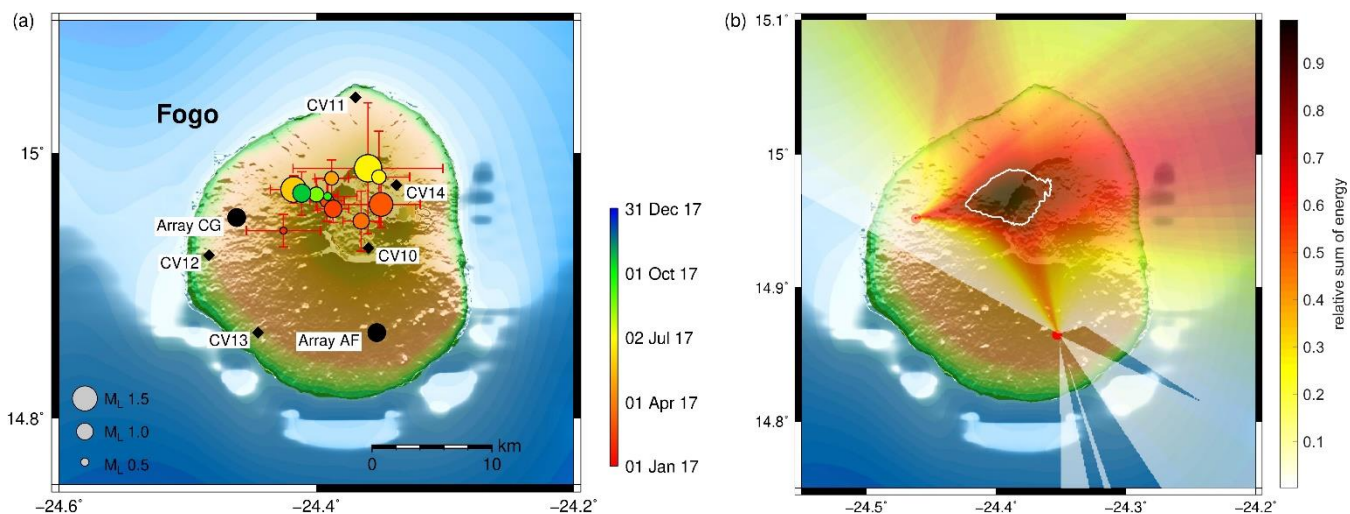 (a)
Fogo
CV11
CV14
Array CG
CV12
CV10
CV13
Array AF
M_L 1.5
M_L 1.0
M_L 0.5
km
0 10
15˚
14.8˚
−24.6˚ −24.4˚ −24.2˚
31 Dec 17
01 Oct 17
02 Jul 17
01 Apr 17
01 Jan 17
(b)
15.1˚
15˚
14.9˚
14.8˚
−24.5˚ −24.4˚ −24.3˚ −24.2˚
0.9
0.8
0.7
0.6
0.5
0.4
0.3
0.2
0.1
relative sum of energy